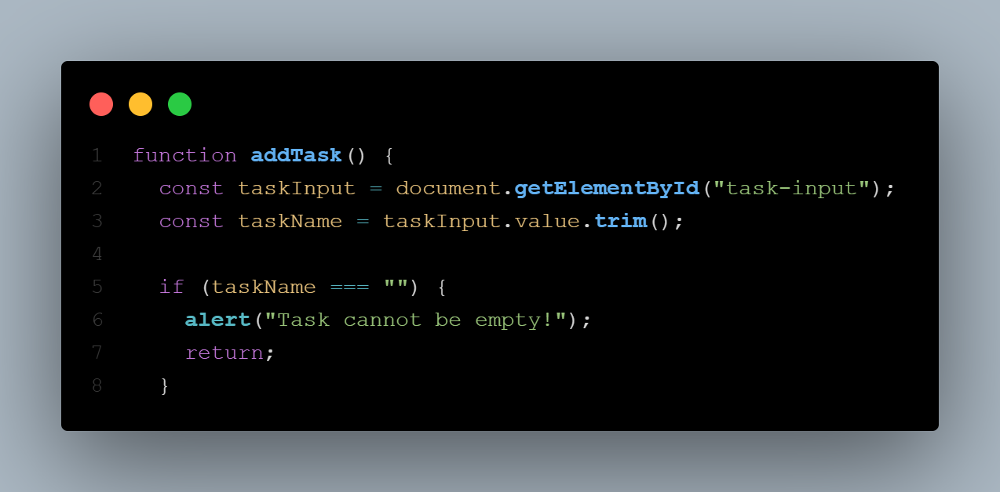 1 function addTask() {
2   const taskInput = document.getElementById("task-input");
3   const taskName = taskInput.value.trim();
4
5   if (taskName === "") {
6     alert("Task cannot be empty!");
7     return;
8   }